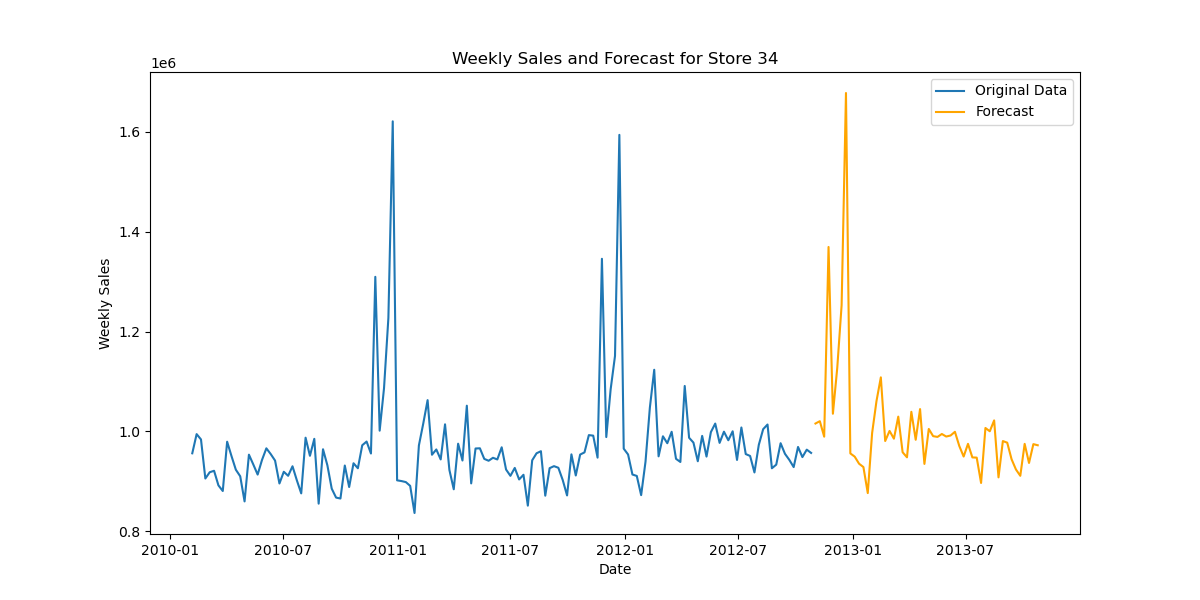 Weekly Sales and Forecast for Store 34
1e6
Original Data
Forecast
1.6
1.4
1.2
1.0
0.8
Weekly Sales
2010-01 2010-07 2011-01 2011-07 2012-01 2012-07 2013-01 2013-07
Date